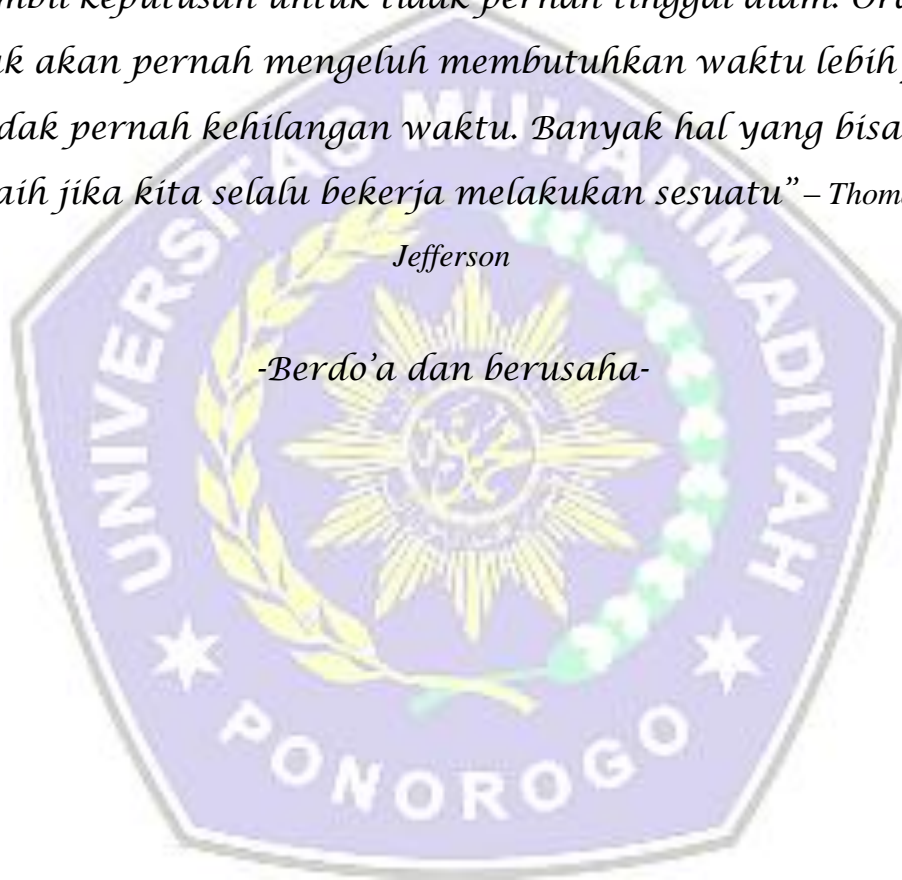 mbil keputusan untuk tidak pernah tinggal diam. Or
k akan pernah mengeluh membutuhkan waktu lebih
dak pernah kehilangan waktu. Banyak hal yang bisa
aih jika kita selalu bekerja melakukan sesuatu” – Thom
Jefferson
-Berdo’a dan berusaha-
UNIVERSITAS MUHAMMADIYAH
PONOROGO